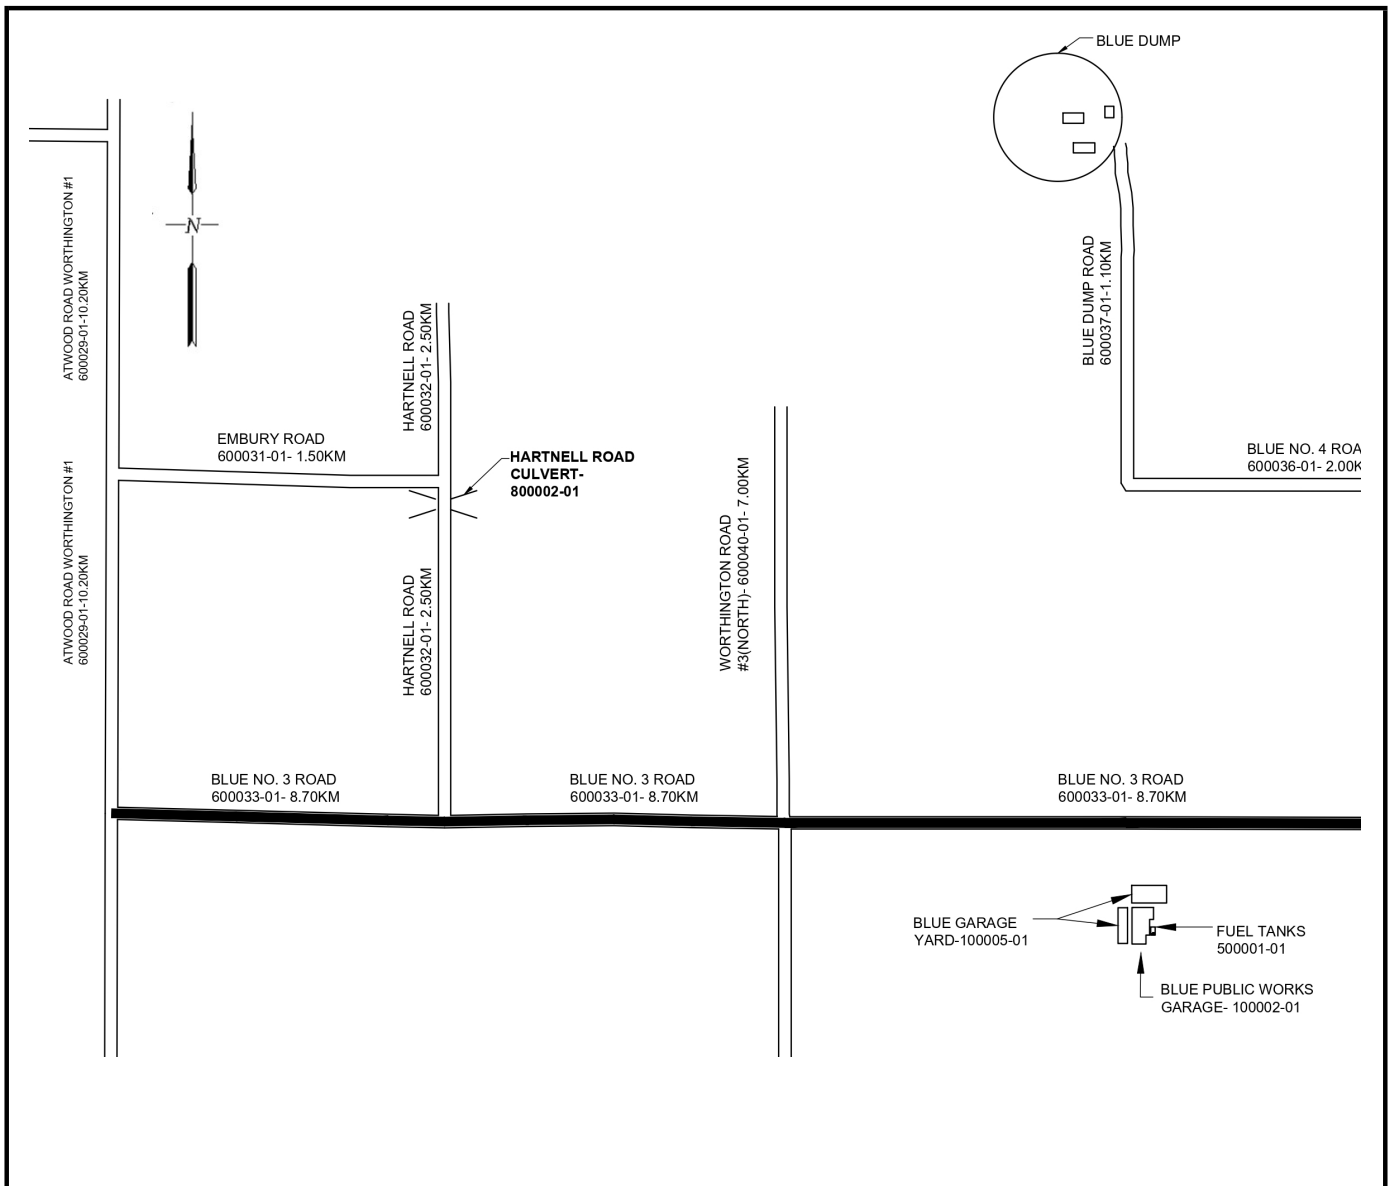 BLUE DUMP
ATWOOD ROAD WORTHINGTON #1
600029-01-10.20KM
N
BLUE DUMP ROAD
600037-01-1.10KM
HARTNELL ROAD
600032-01- 2.50KM
EMBURY ROAD
600031-01- 1.50KM
HARTNELL ROAD
CULVERT-
800002-01
BLUE NO. 4 ROA
600036-01- 2.00K
ATWOOD ROAD WORTHINGTON #1
600029-01-10.20KM
HARTNELL ROAD
600032-01- 2.50KM
WORTHINGTON ROAD
#3(NORTH)- 600040-01- 7.00KM
BLUE NO. 3 ROAD
600033-01- 8.70KM
BLUE NO. 3 ROAD
600033-01- 8.70KM
BLUE NO. 3 ROAD
600033-01- 8.70KM
BLUE GARAGE
YARD-100005-01
FUEL TANKS
500001-01
BLUE PUBLIC WORKS
GARAGE- 100002-01